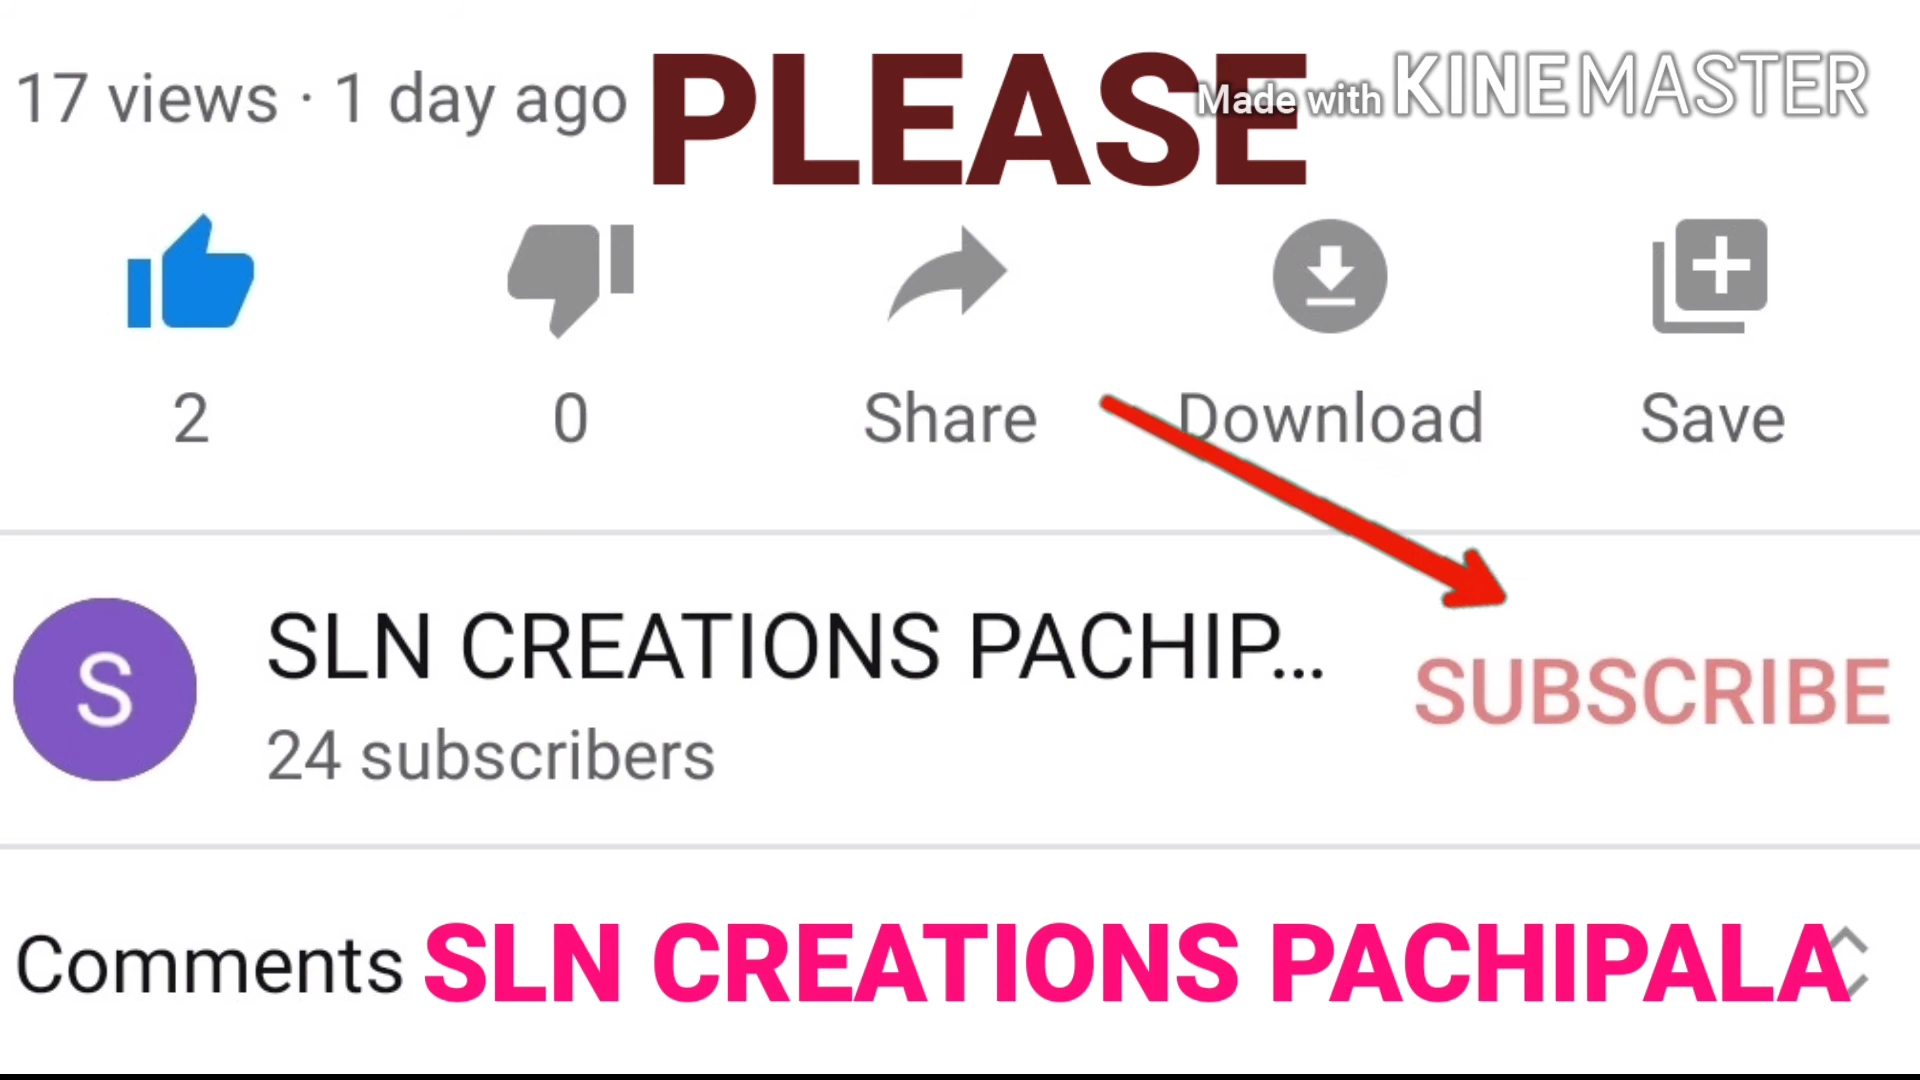 17 views · 1 day ago PLEASE Made with KINEMASTER
2 0 Share Download Save
S SLN CREATIONS PACHIP... SUBSCRIBE
24 subscribers
Comments SLN CREATIONS PACHIPALA